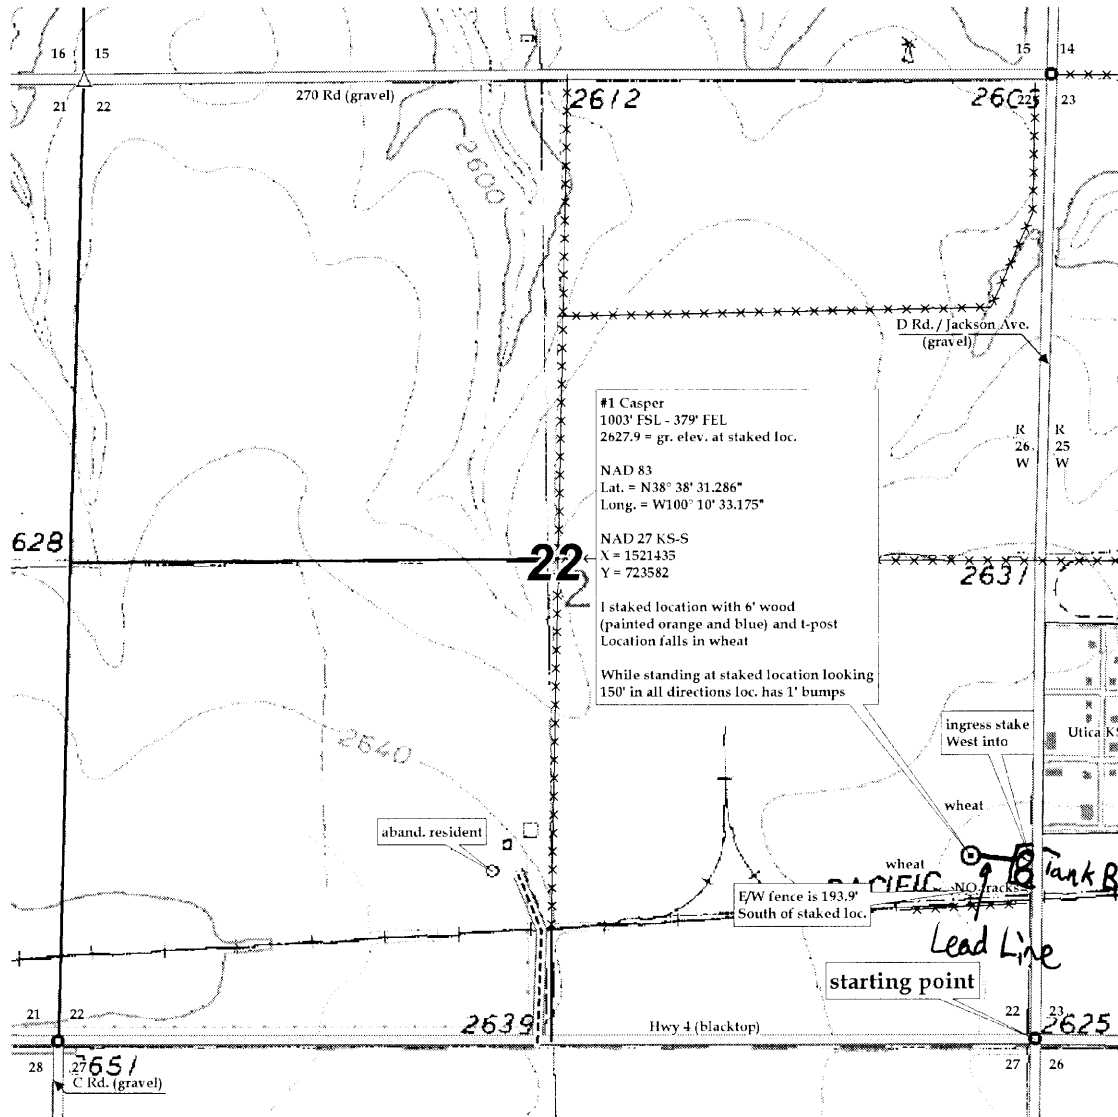 16 15
15 14
21 22
270 Rd (gravel)
2612
22 23
2600
D Rd. / Jackson Ave.
(gravel)
#1 Casper
1003' FSL - 379' FEL
2627.9 = gr. elev. at staked loc.
NAD 83
Lat. = N38° 38' 31.286"
Long. = W100° 10' 33.175"
NAD 27 KS-S
X = 1521435
Y = 723582
I staked location with 6' wood
(painted orange and blue) and t-post
Location falls in wheat
While standing at staked location looking
150' in all directions loc. has 1' bumps
R R
26 25
W W
628
22
2
2631
ingress stake
West into
Utica KS
2640
wheat
aband. resident
wheat
Tank B
PACIFIC
NO tracks
E/W fence is 193.9'
South of staked loc.
Lead Line
starting point
21 22
22 23
2639
Hwy 4 (blacktop)
2625
28 27
2651
27 26
C Rd. (gravel)